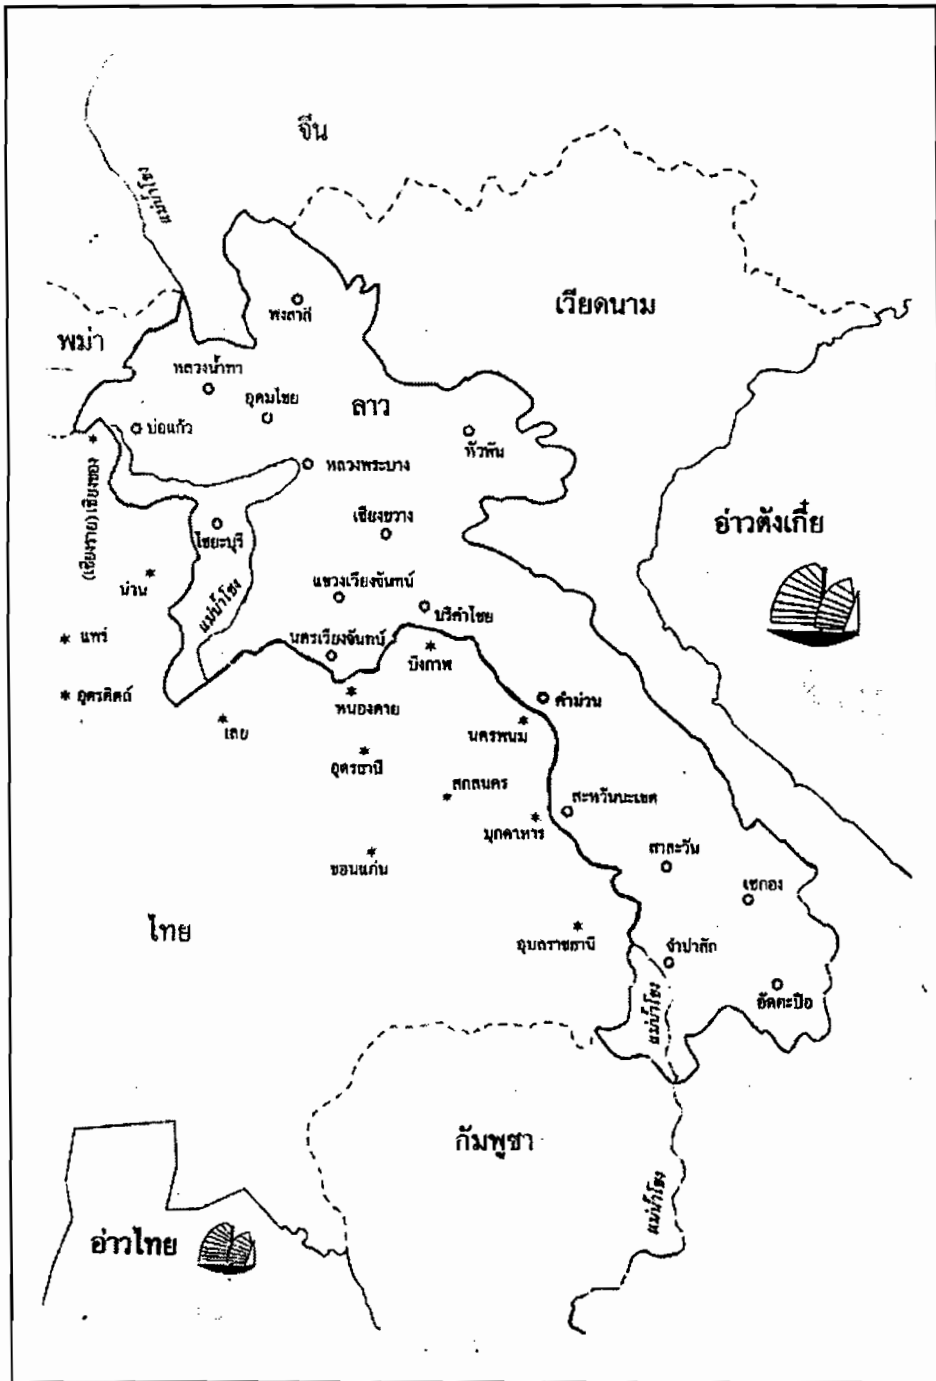 จีน
แม่น้ำโขง
พงสาลี
เวียดนาม
พม่า
หลวงน้ำทา
อุดมไชย
ลาว
บ่อแก้ว
หัวพัน
หลวงพระบาง
(เชียงราย) เชียงของ
เชียงขวาง
อ่าวตังเกี๋ย
ไชยะบุรี
น่าน
แขวงเวียงจันทน์
แม่น้ำโขง
บริคำไชย
แพร่
นครเวียงจันทน์
บึงกาฬ
อุตรดิตถ์
หนองคาย
คำม่วน
เลย
นครพนม
อุดรธานี
สกลนคร
สะหวันนะเขต
มุกดาหาร
ขอนแก่น
สาละวัน
เซกอง
ไทย
อุบลราชธานี
จำปาสัก
แม่น้ำโขง
อัตตะปือ
กัมพูชา
แม่น้ำโขง
อ่าวไทย